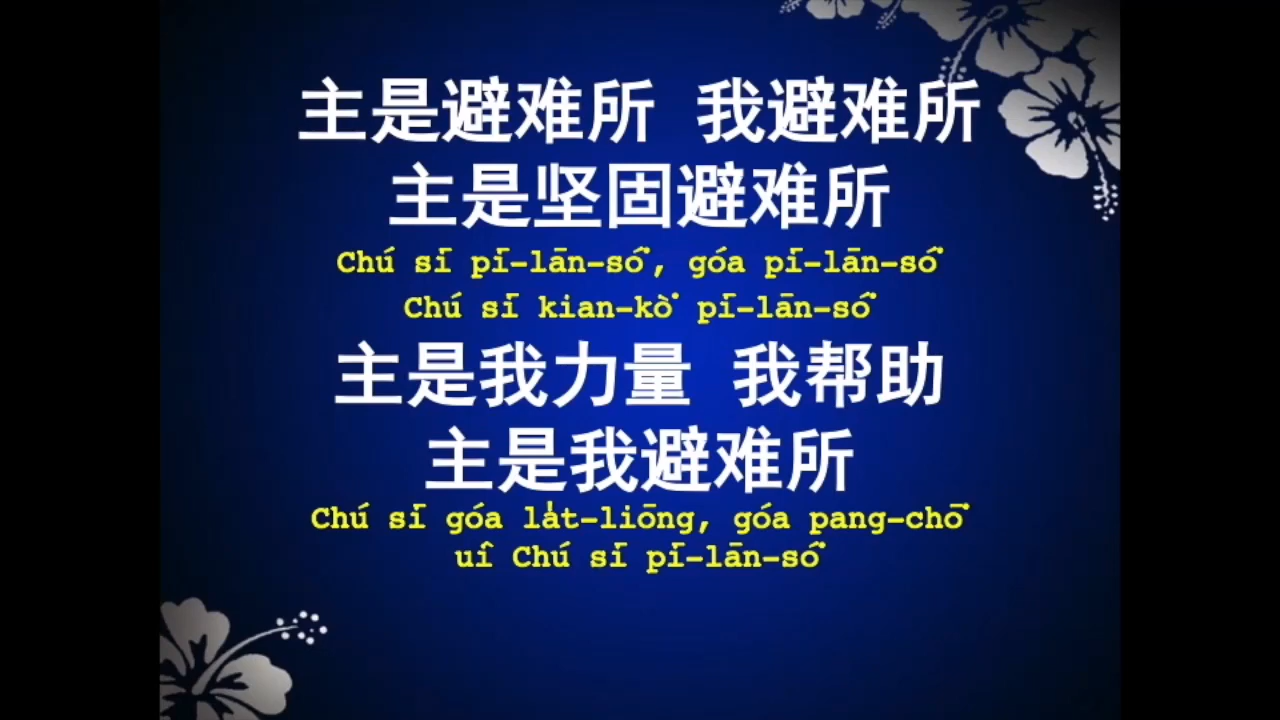 主是避难所 我避难所
主是坚固避难所
Chú sī pī-lān-só͘, góa pī-lān-só͘
Chú sī kian-kò͘ pī-lān-só͘
主是我力量 我帮助
主是我避难所
Chú sī góa la̍t-liōng, góa pang-chō͘
uî Chú sī pī-lān-só͘